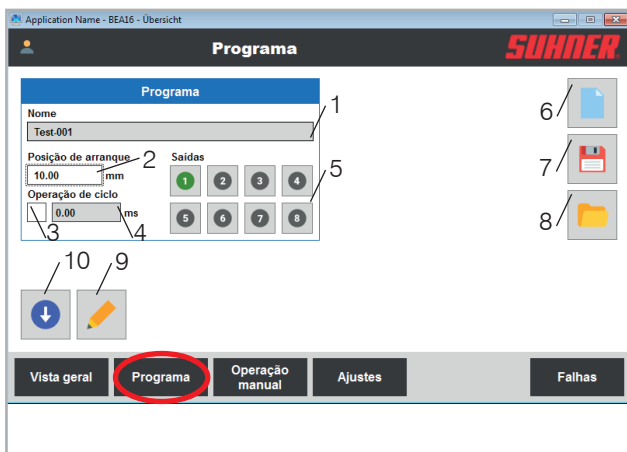 Application Name - BEA16 - Übersicht
Programa
SUHNER
Programa
Nome
Test-001
1
Posição de arranque
2
10.00 mm
Operação de ciclo
0.00 ms
3
4
Saídas
1 2 3 4
5 6 7 8
5
6
7
8
10
9
Vista geral
Programa
Operação
manual
Ajustes
Falhas